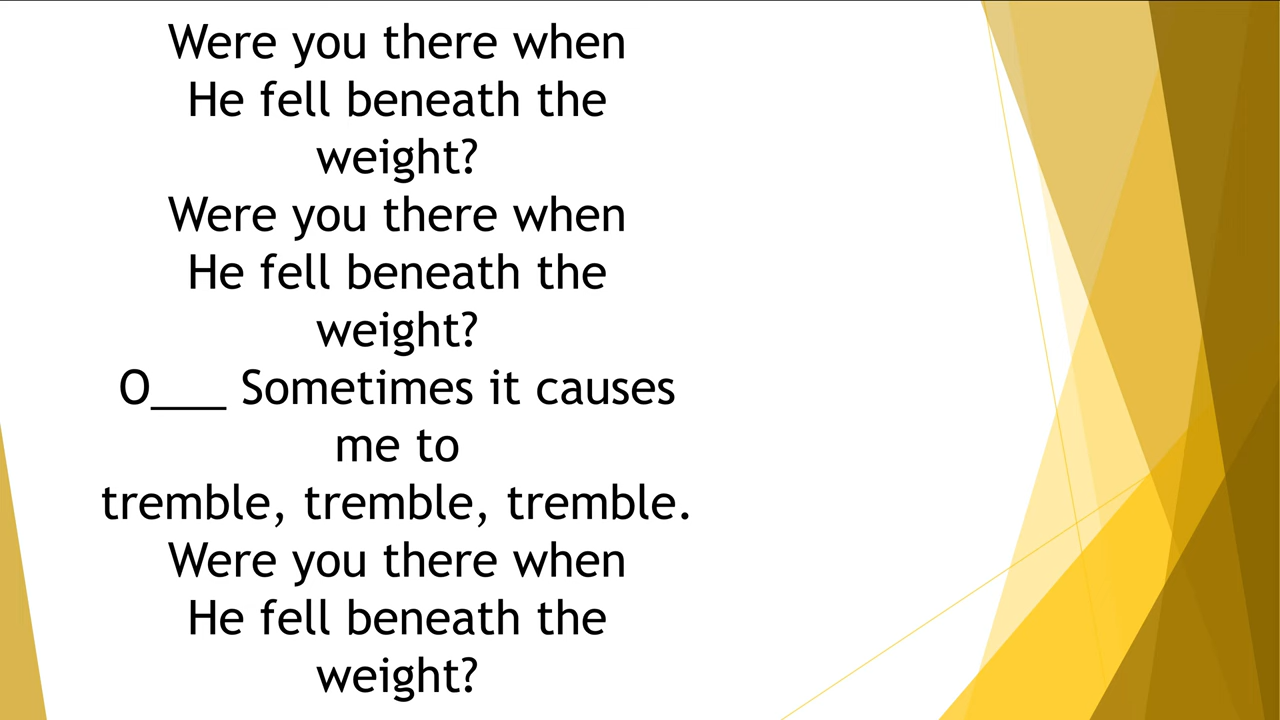 Were you there when
He fell beneath the
weight?
Were you there when
He fell beneath the
weight?
O___ Sometimes it causes
me to
tremble, tremble, tremble.
Were you there when
He fell beneath the
weight?